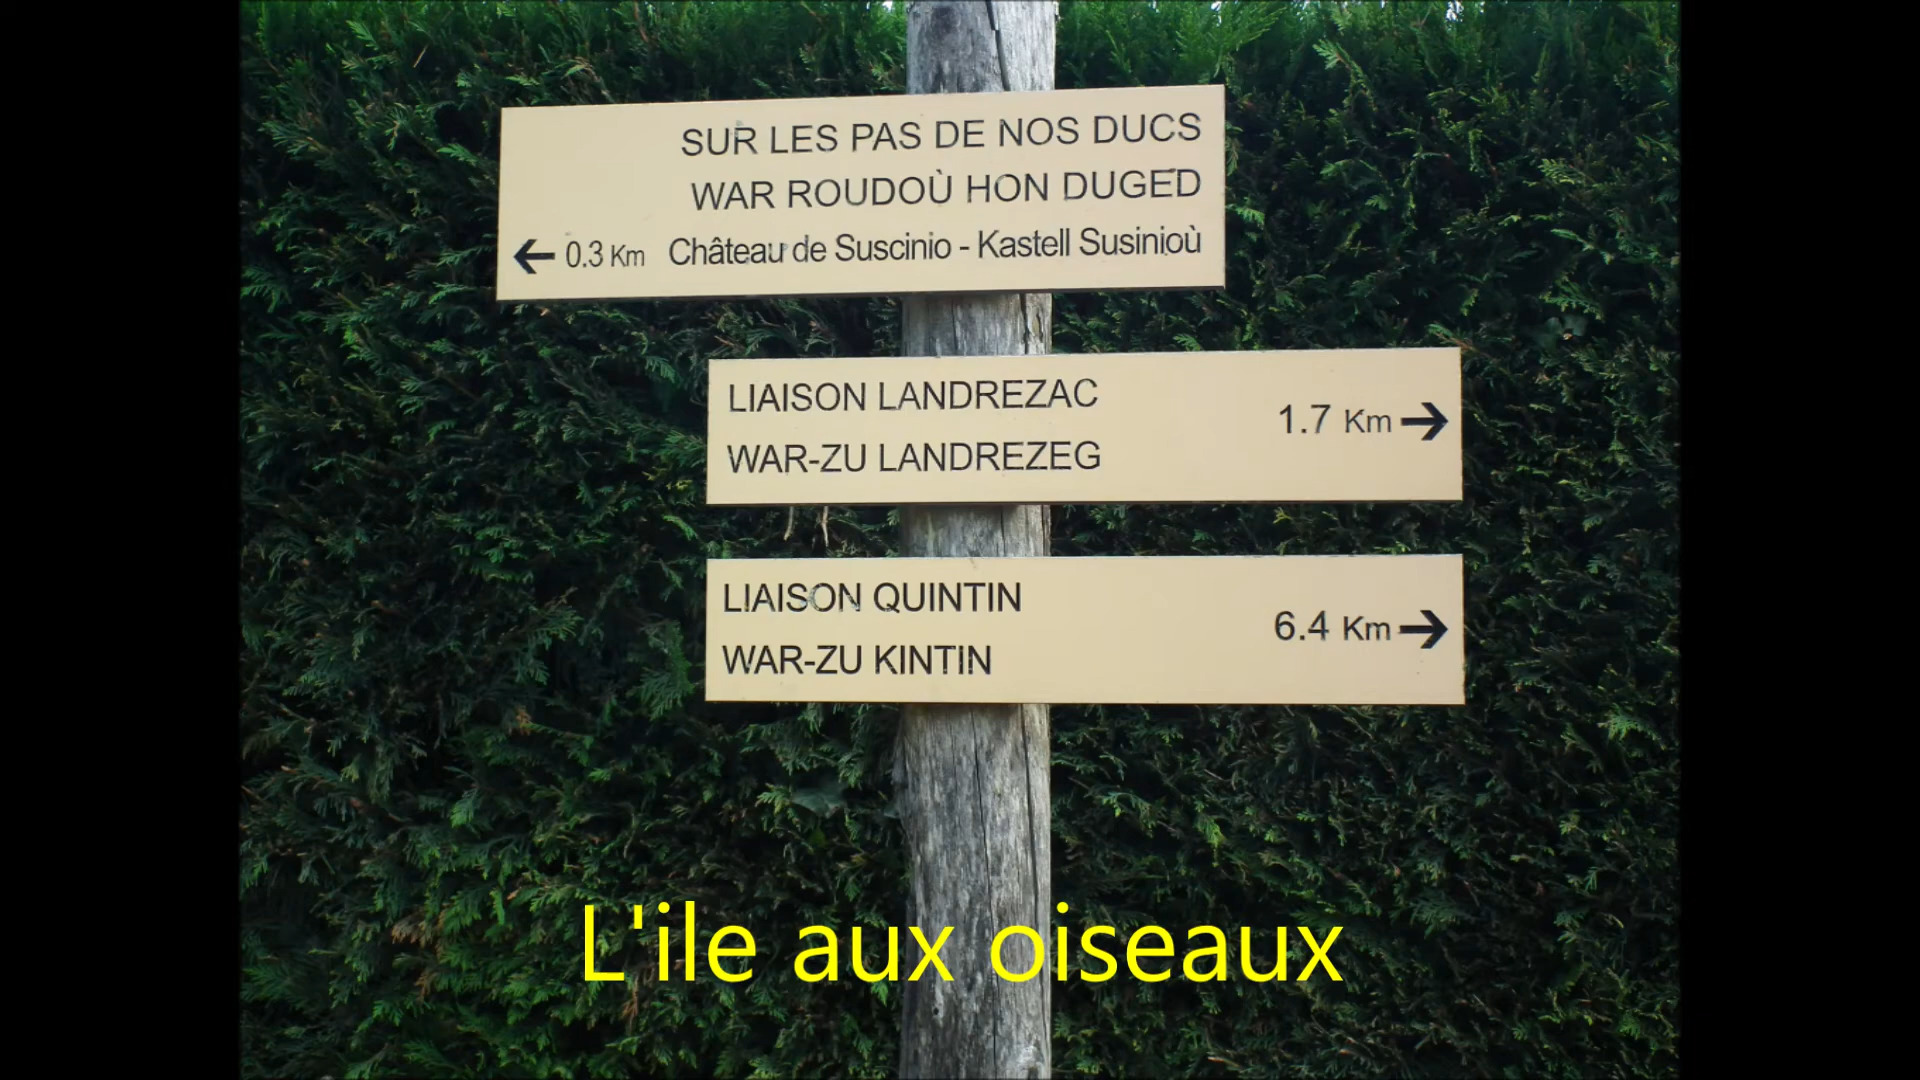 SUR LES PAS DE NOS DUCS
WAR ROUDOÙ HON DUGED
← 0.3 Km Château de Suscinio - Kastell Susinioù
LIAISON LANDREZAC
WAR-ZU LANDREZEG
1.7 Km →
LIAISON QUINTIN
WAR-ZU KINTIN
6.4 Km →
L'ile aux oiseaux